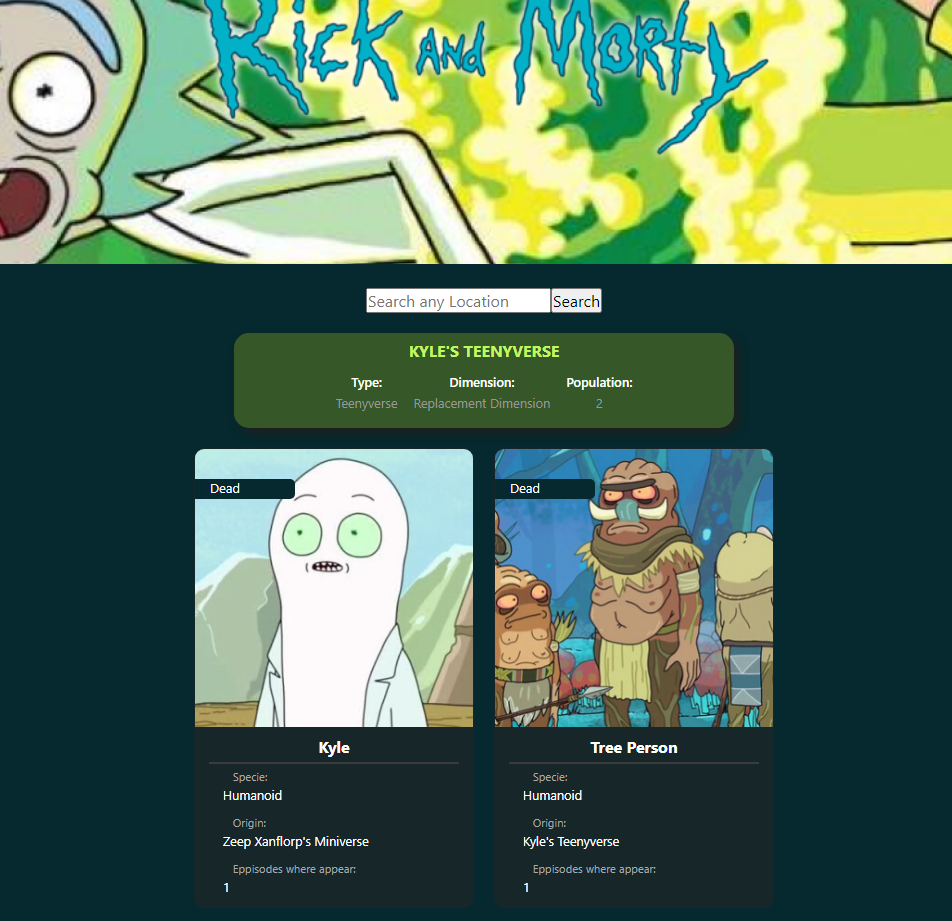 Rick and Morty
Search any Location Search
KYLE'S TEENYVERSE
Type: Dimension: Population:
Teenyverse Replacement Dimension 2
Dead Dead
Kyle Tree Person
Specie: Specie:
Humanoid Humanoid
Origin: Origin:
Zeep Xanflorp's Miniverse Kyle's Teenyverse
Eppisodes where appear: Eppisodes where appear:
1 1